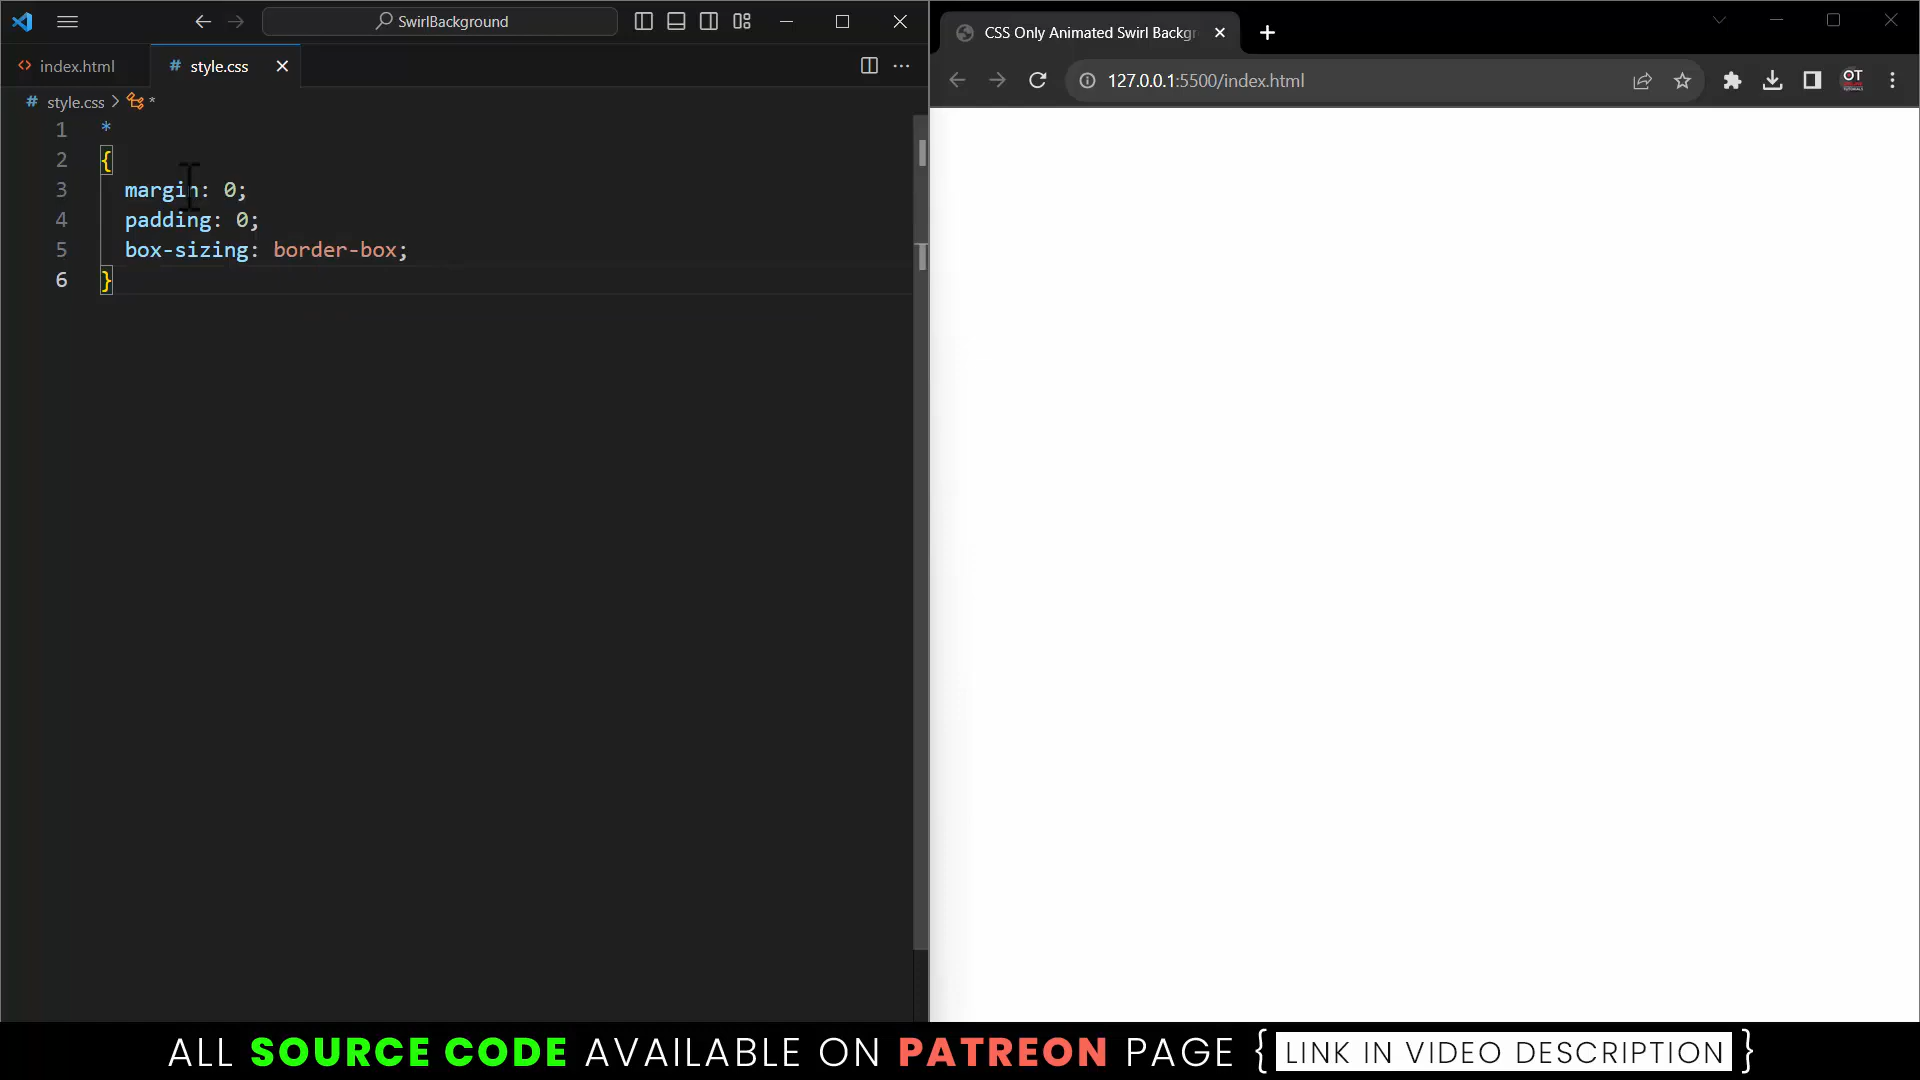 SwirlBackground
index.html
# style.css
# style.css > *
1 *
2 {
3 margin: 0;
4 padding: 0;
5 box-sizing: border-box;
6 }
CSS Only Animated Swirl Backgr
127.0.0.1:5500/index.html
OT
ALL SOURCE CODE AVAILABLE ON PATREON PAGE { LINK IN VIDEO DESCRIPTION }